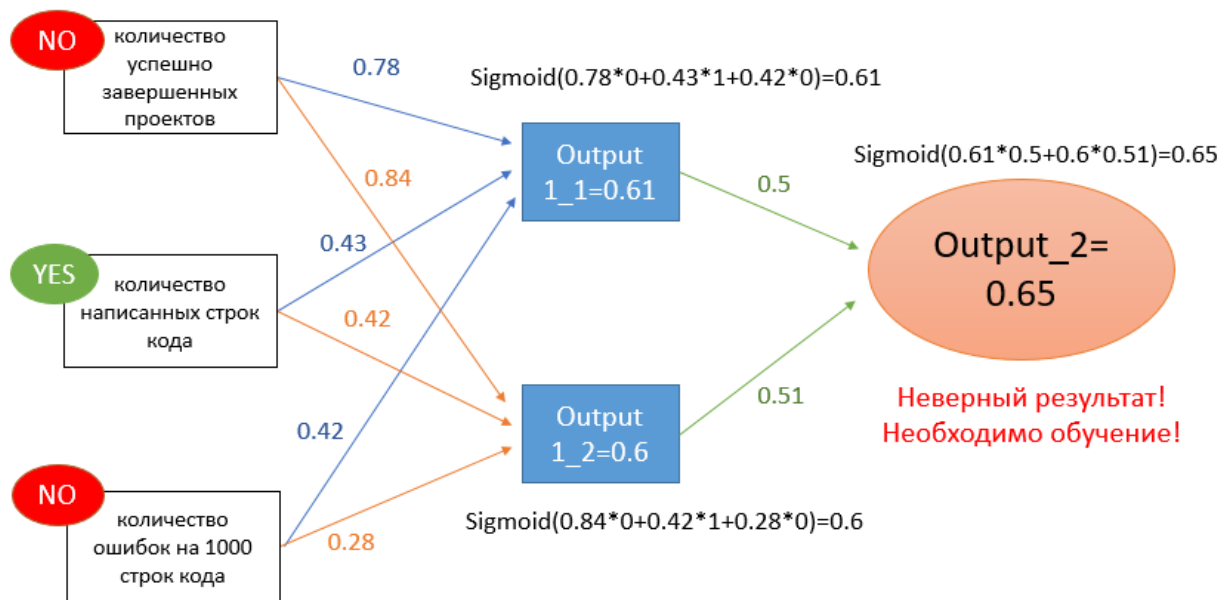 NO
количество
успешно
завершенных
проектов
0.78
0.84
Sigmoid(0.78*0+0.43*1+0.42*0)=0.61
Output
1_1=0.61
Sigmoid(0.61*0.5+0.6*0.51)=0.65
0.5
YES
количество
написанных строк
кода
0.43
0.42
Output_2=
0.65
NO
количество
ошибок на 1000
строк кода
0.42
0.28
Output
1_2=0.6
Sigmoid(0.84*0+0.42*1+0.28*0)=0.6
0.51
Неверный результат!
Необходимо обучение!